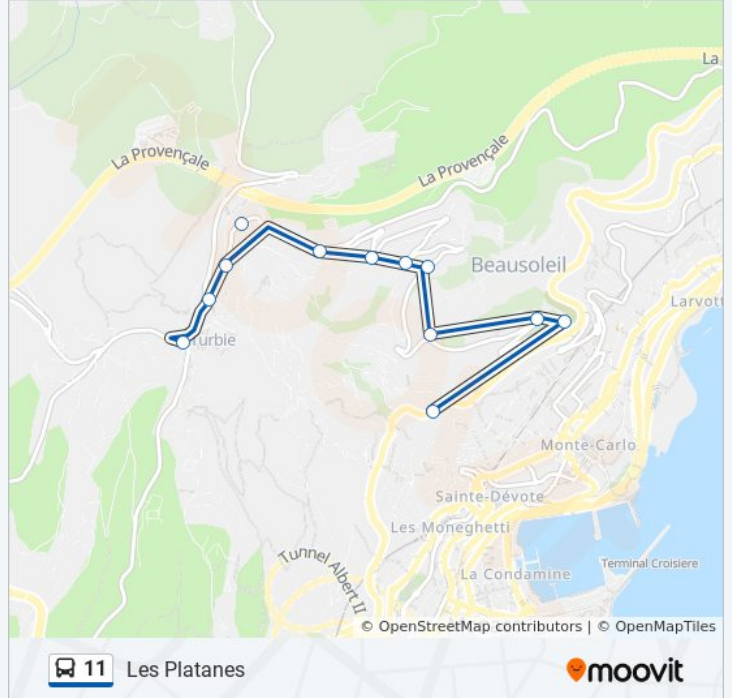 La
La Provençale
La Provençale
Beausoleil
Larvott
Turbie
Monte-Carlo
Sainte-Dévote
Les Moneghetti
Tunnel Albert II
Terminal Croisiere
La Condamine
© OpenStreetMap contributors | © OpenMapTiles
11 Les Platanes
moovit